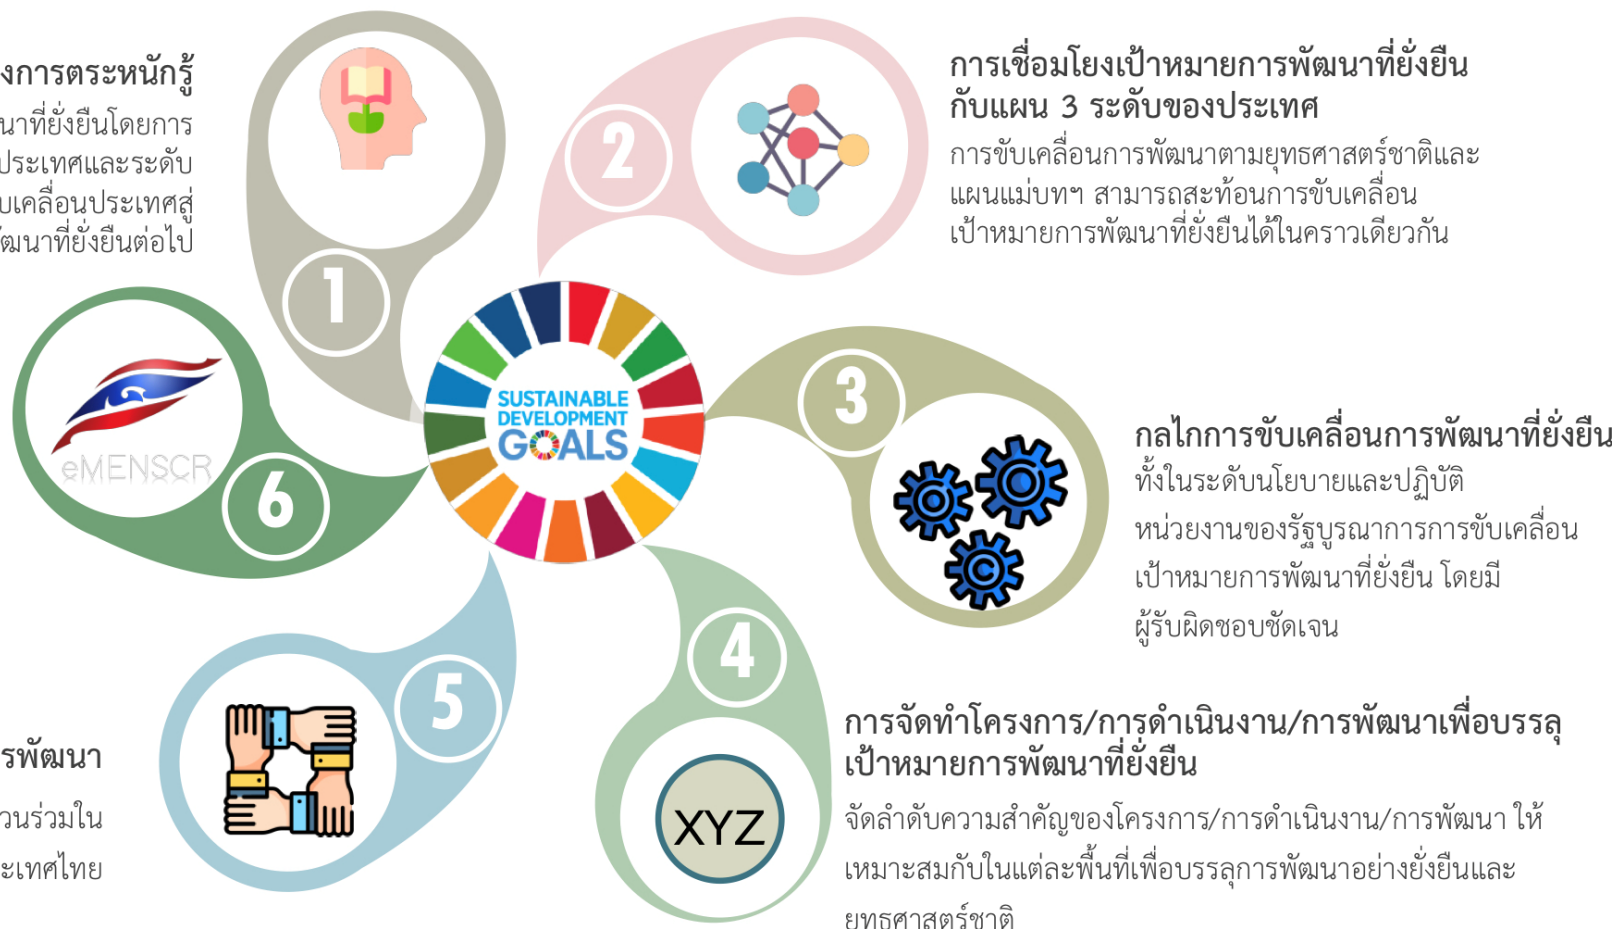 งการตระหนักรู้
นาที่ยั่งยืนโดยการ
ประเทศและระดับ
บเคลื่อนประเทศสู่
ัฒนาที่ยั่งยืนต่อไป
1
2
การเชื่อมโยงเป้าหมายการพัฒนาที่ยั่งยืน
กับแผน 3 ระดับของประเทศ
การขับเคลื่อนการพัฒนาตามยุทธศาสตร์ชาติและ
แผนแม่บทฯ สามารถสะท้อนการขับเคลื่อน
เป้าหมายการพัฒนาที่ยั่งยืนได้ในคราวเดียวกัน
SUSTAINABLE
DEVELOPMENT
GOALS
3
กลไกการขับเคลื่อนการพัฒนาที่ยั่งยืน
ทั้งในระดับนโยบายและปฏิบัติ
หน่วยงานของรัฐบูรณาการการขับเคลื่อน
เป้าหมายการพัฒนาที่ยั่งยืน โดยมี
ผู้รับผิดชอบชัดเจน
4
XYZ
การจัดทำโครงการ/การดำเนินงาน/การพัฒนาเพื่อบรรลุ
เป้าหมายการพัฒนาที่ยั่งยืน
จัดลำดับความสำคัญของโครงการ/การดำเนินงาน/การพัฒนา ให้
เหมาะสมกับในแต่ละพื้นที่เพื่อบรรลุการพัฒนาอย่างยั่งยืนและ
ยุทธศาสตร์ชาติ
5
รพัฒนา
วนร่วมใน
ะเทศไทย
6
eMENSCR